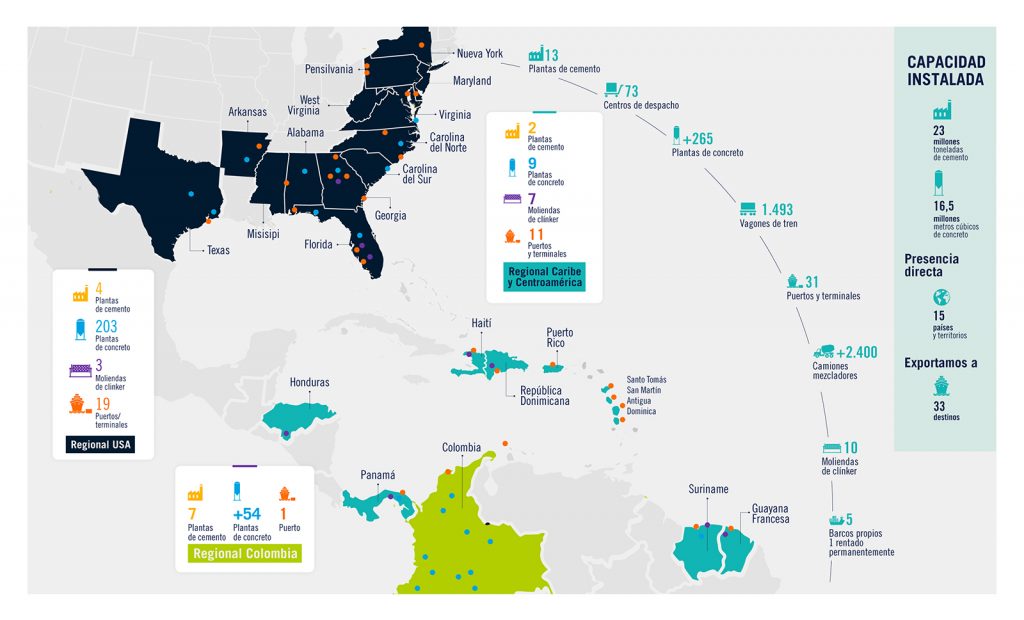 Nueva York
Pensilvania
Maryland
West
Virginia
Arkansas
Virginia
Alabama
Carolina
del Norte
Carolina
del Sur
Georgia
Misisipi
Texas
Florida
13
Plantas de cemento
73
Centros de despacho
+265
Plantas de concreto
1.493
Vagones de tren
31
Puertos y terminales
+2.400
Camiones
mezcladores
10
Moliendas
de clínker
5
Barcos propios
1 rentado
permanentemente
2
Plantas
de cemento
9
Plantas
de concreto
7
Moliendas
de clinker
11
Puertos
y terminales
Regional Caribe
y Centroamérica
4
Plantas
de cemento
203
Plantas
de concreto
3
Moliendas
de clinker
19
Puertos/
terminales
Regional USA
Haití
Puerto
Rico
República
Donimicana
Santo Tomás
San Martín
Antigua
Dominica
Honduras
Panamá
Colombia
Suriname
Guayana
Francesa
7
Plantas
de cemento
+54
Plantas
de concreto
1
Puerto
Regional Colombia
CAPACIDAD
INSTALADA
23
millones
toneladas
de cemento
16,5
millones
metros cúbicos
de concreto
Presencia
directa
15
países
y territorios
Exportamos a
33
destinos